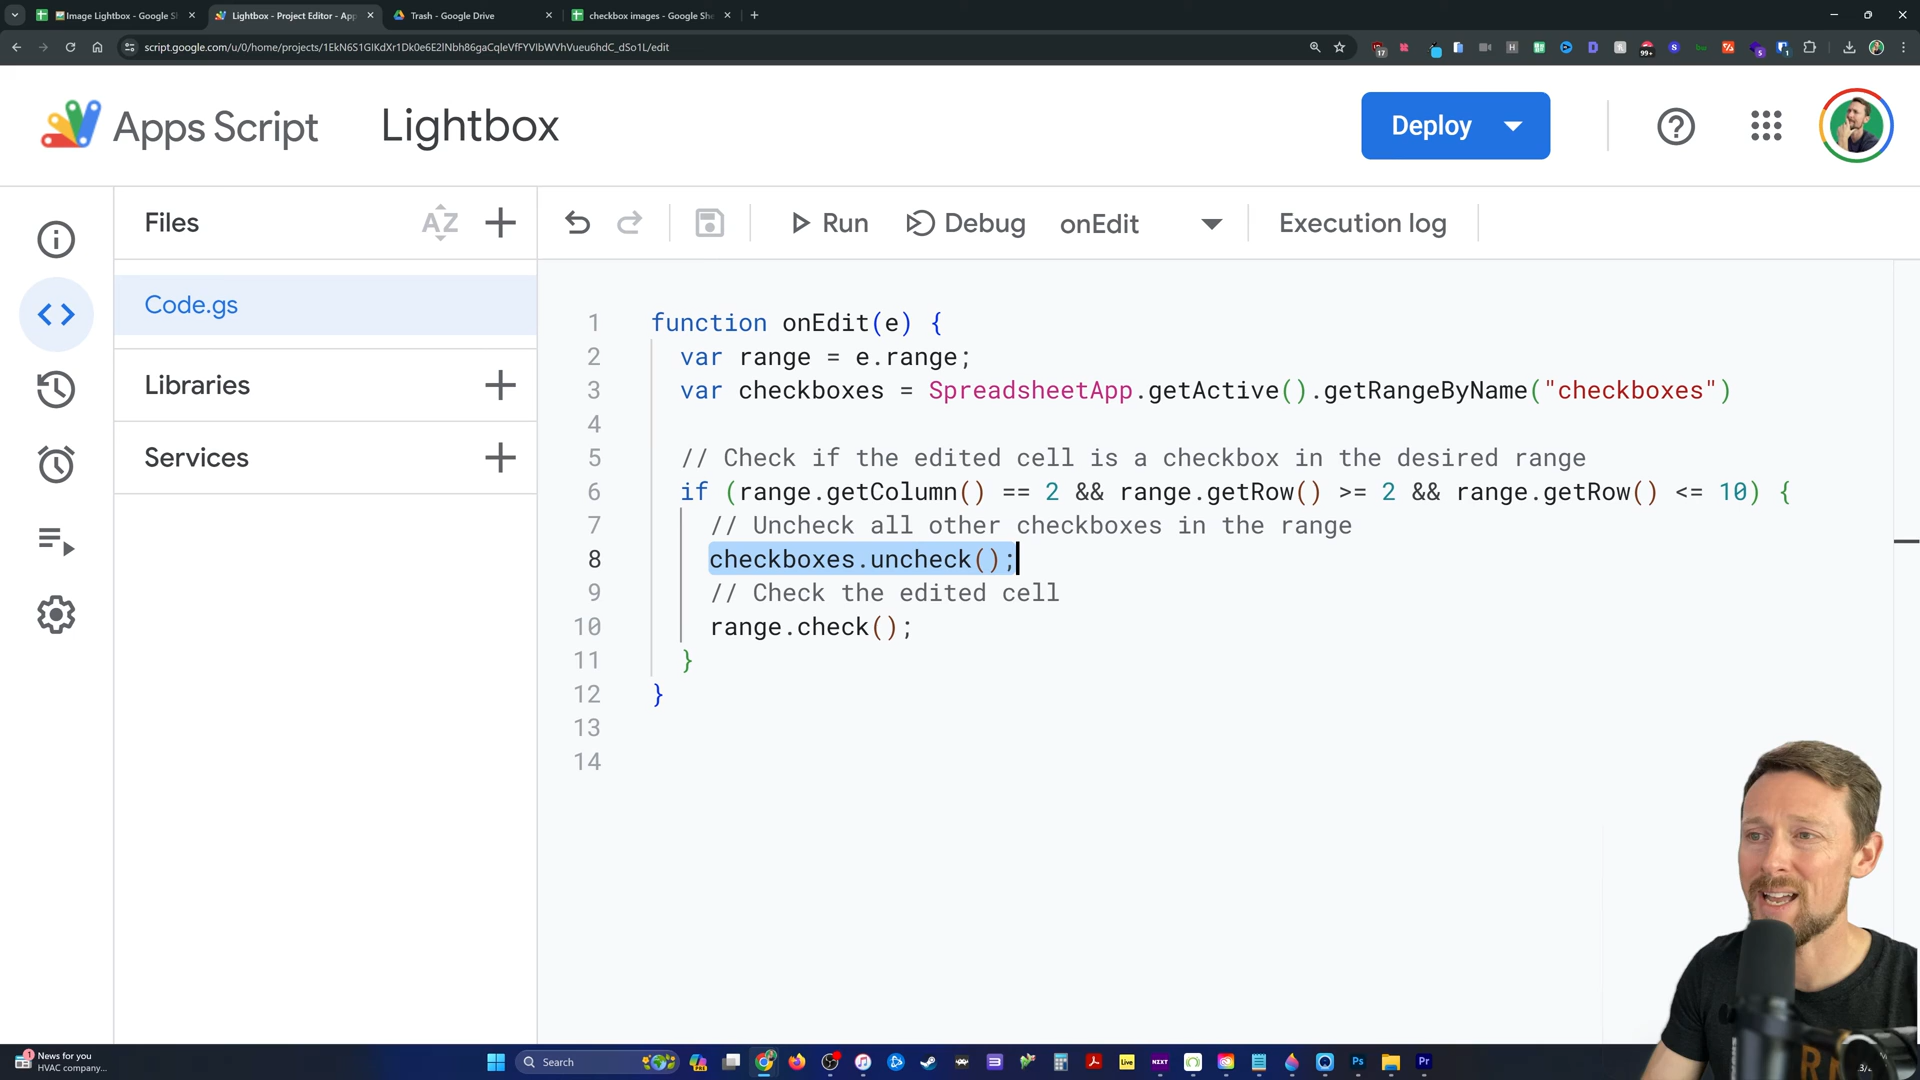 Image Lightbox - Google Sh
Lightbox - Project Editor - App
Trash - Google Drive
checkbox images - Google She
script.google.com/u/0/home/projects/1EkN6S1GIKdXr1Dk0e6E2lNbh86gaCqleVfFYVIbWVhVueu6hdC_dSo1L/edit
Apps Script
Lightbox
Deploy
Files
AZ
Run
Debug
onEdit
Execution log
Code.gs
Libraries
Services
1 function onEdit(e) {
2 var range = e.range;
3 var checkboxes = SpreadsheetApp.getActive().getRangeByName("checkboxes")
4
5 // Check if the edited cell is a checkbox in the desired range
6 if (range.getColumn() == 2 && range.getRow() >= 2 && range.getRow() <= 10) {
7 // Uncheck all other checkboxes in the range
8 checkboxes.uncheck();
9 // Check the edited cell
10 range.check();
11 }
12 }
13
14
News for you
HVAC company...
Search